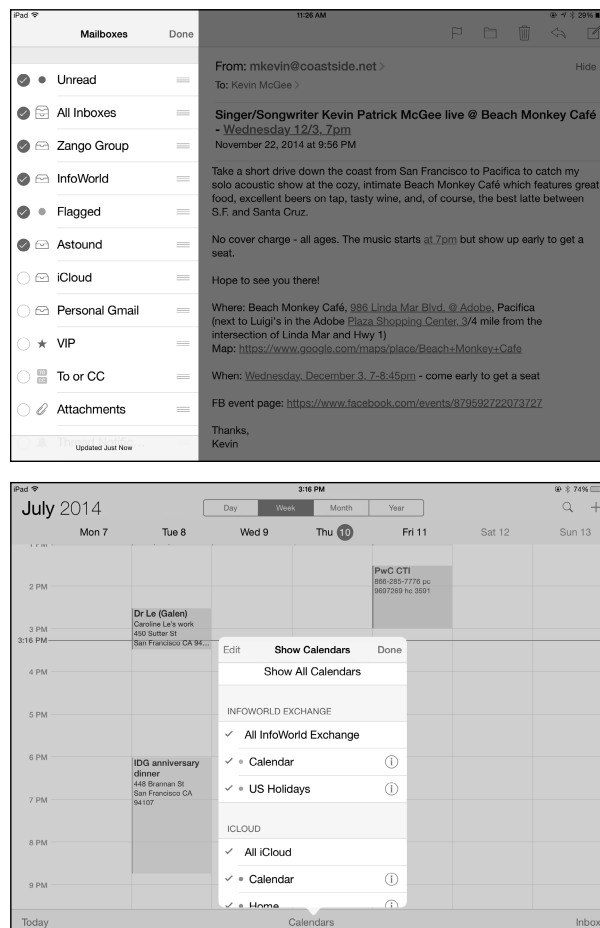 iPad 11:26 AM 29%
Mailboxes Done
Unread
All Inboxes
Zango Group
InfoWorld
Flagged
Astound
iCloud
Personal Gmail
VIP
TO
CC
To or CC
Attachments
Updated Just Now
From: mkevin@coastside.net > Hide
To: Kevin McGee >
Singer/Songwriter Kevin Patrick McGee live @ Beach Monkey Café
- Wednesday 12/3, 7pm
November 22, 2014 at 9:56 PM
Take a short drive down the coast from San Francisco to Pacifica to catch my
solo acoustic show at the cozy, intimate Beach Monkey Café which features great
food, excellent beers on tap, tasty wine, and, of course, the best latte between
S.F. and Santa Cruz.
No cover charge - all ages. The music starts at 7pm but show up early to get a
seat.
Hope to see you there!
Where: Beach Monkey Café, 986 Linda Mar Blvd. @ Adobe, Pacifica
(next to Luigi's in the Adobe Plaza Shopping Center, 3/4 mile from the
intersection of Linda Mar and Hwy 1)
Map: https://www.google.com/maps/place/Beach+Monkey+Cafe
When: Wednesday, December 3, 7-8:45pm - come early to get a seat
FB event page: https://www.facebook.com/events/879592722073727
Thanks,
Kevin
iPad 3:16 PM 74%
July 2014 Day Week Month Year
Mon 7 Tue 8 Wed 9 Thu 10 Fri 11 Sat 12 Sun 13
2 PM
3 PM
3:16 PM
4 PM
5 PM
6 PM
7 PM
8 PM
9 PM
PwC CTI
866-285-7776 pc
9697269 hc 3591
Dr Le (Galen)
Caroline Le's work
450 Sutter St
San Francisco CA 94...
IDG anniversary
dinner
448 Brannan St
San Francisco CA
94107
Edit Show Calendars Done
Show All Calendars
INFOWORLD EXCHANGE
All InfoWorld Exchange
Calendar
US Holidays
ICLOUD
All iCloud
Calendar
Home
Today Calendars Inbox